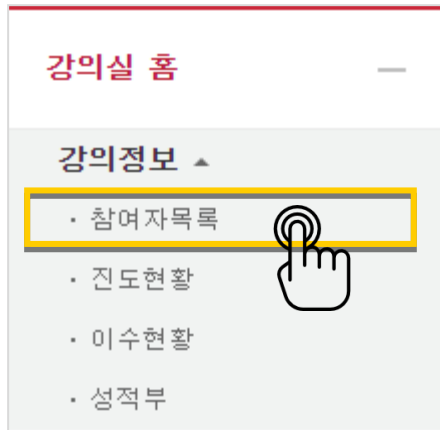 강의실 홈
강의정보
· 참여자목록
· 진도현황
· 이수현황
· 성적부